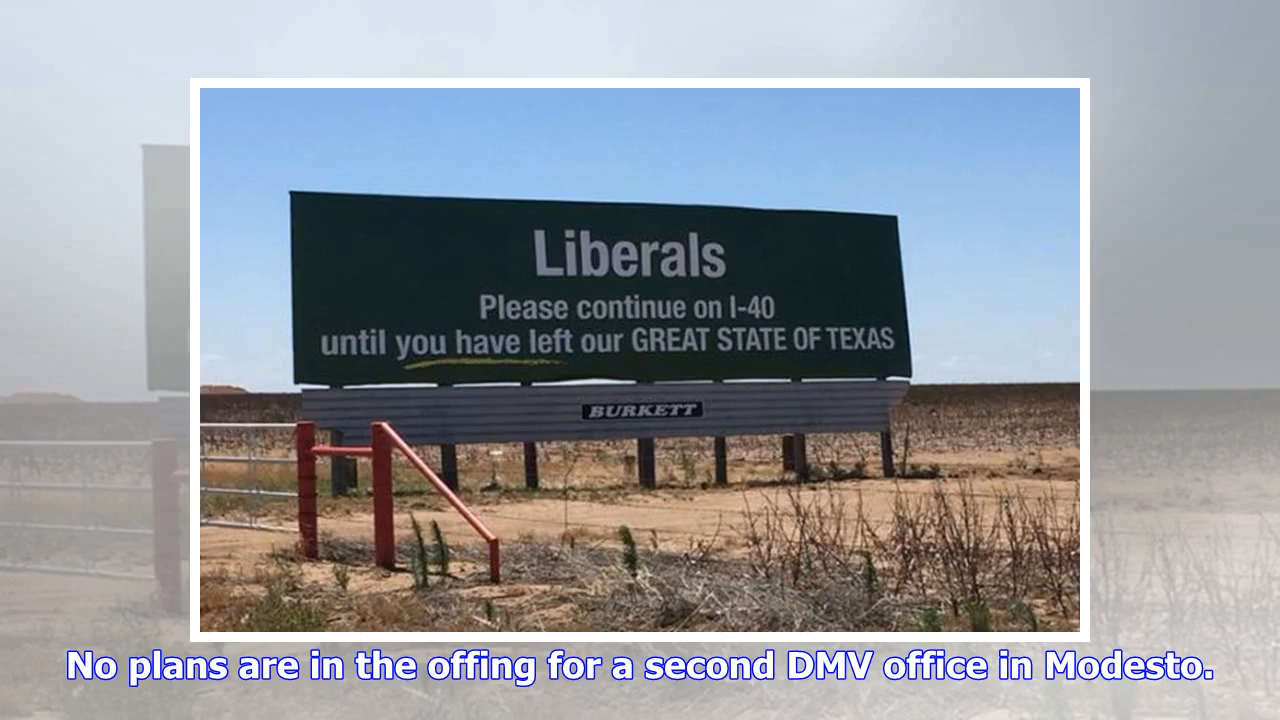 Liberals
Please continue on I-40
until you have left our GREAT STATE OF TEXAS
BURKETT
No plans are in the offing for a second DMV office in Modesto.